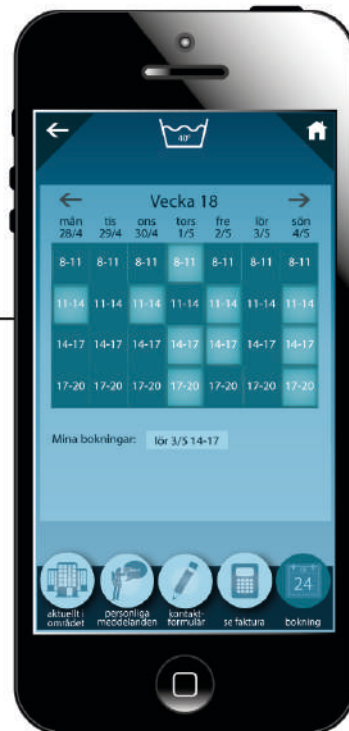 40°
Vecka 18
mån tis ons tors fre lör sön
28/4 29/4 30/4 1/5 2/5 3/5 4/5
8-11 8-11 8-11 8-11 8-11 8-11 8-11
11-14 11-14 11-14 11-14 11-14 11-14 11-14
14-17 14-17 14-17 14-17 14-17 14-17 14-17
17-20 17-20 17-20 17-20 17-20 17-20 17-20
Mina bokningar: lör 3/5 14-17
24
aktuellt i området
personliga meddelanden
kontakt-formulär
se faktura
bokning